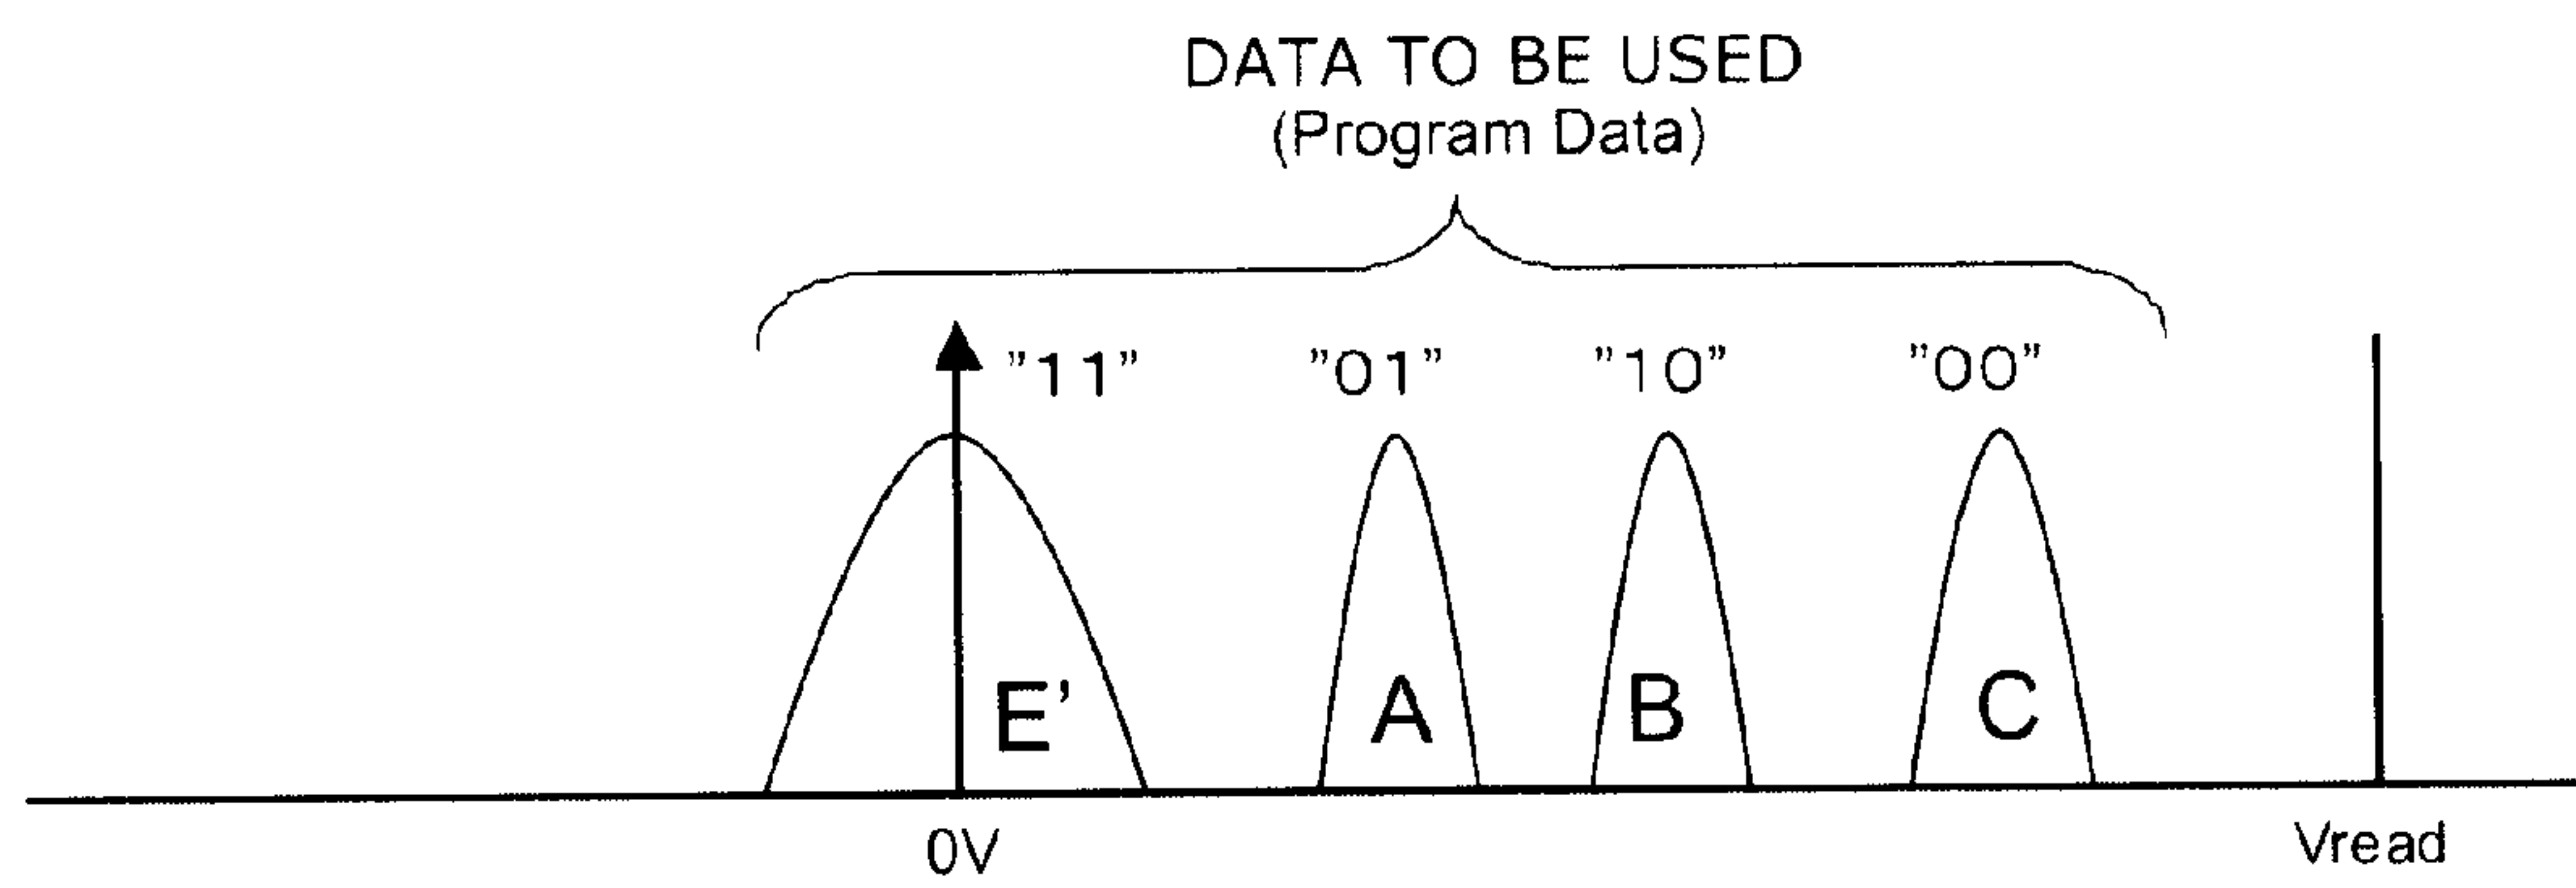 DATA TO BE USED
(Program Data)
"11" "01" "10" "00"
E' A B C
0V Vread